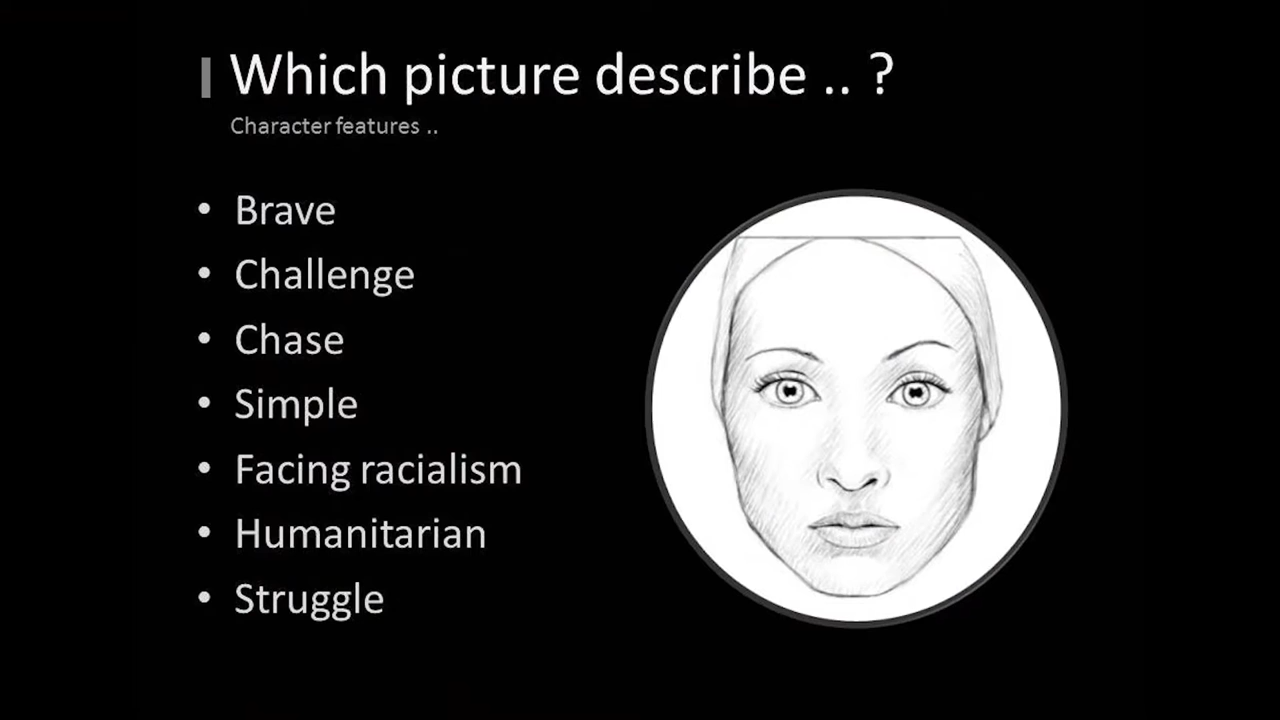 Which picture describe .. ?
Character features ..
• Brave
• Challenge
• Chase
• Simple
• Facing racialism
• Humanitarian
• Struggle